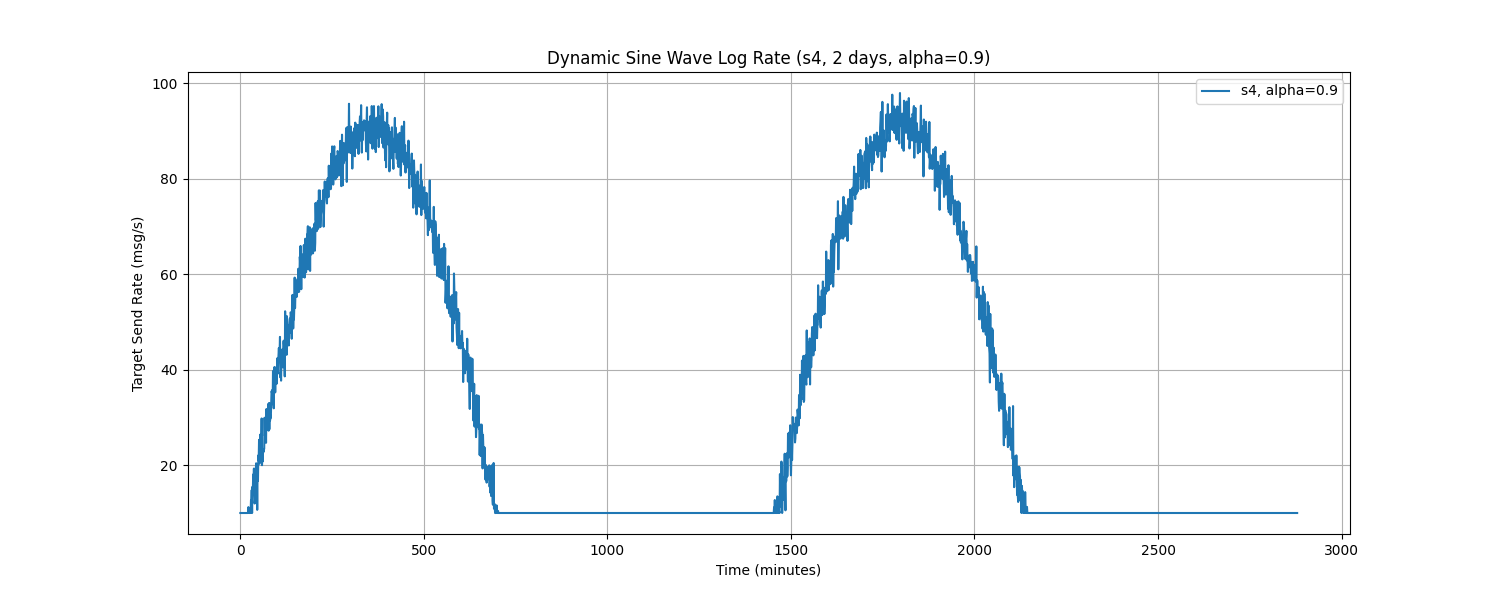 Dynamic Sine Wave Log Rate (s4, 2 days, alpha=0.9)
s4, alpha=0.9
Target Send Rate (msg/s)
100
80
60
40
20
0 500 1000 1500 2000 2500 3000
Time (minutes)